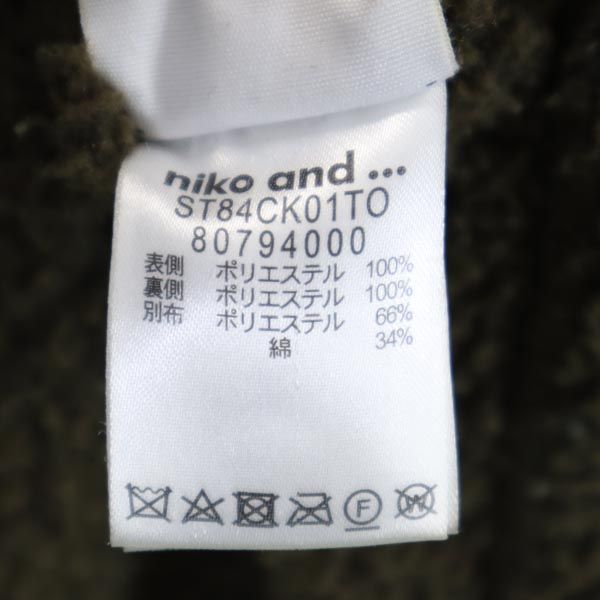 niko and ...
ST84CK01TO
80794000
表側 ポリエステル 100%
裏側 ポリエステル 100%
別布 ポリエステル 66%
綿 34%
F
W